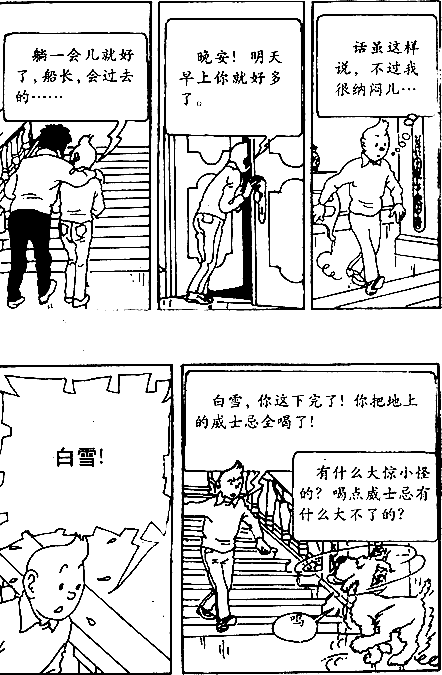 躺一会儿就好
了，船长，会过去
的……
晚安！明天
早上你就好多
了。
话虽这样
说，不过我
很纳闷儿…
白雪！
白雪，你这下完了！你把地上
的威士忌全喝了！
有什么大惊小怪
的？喝点威士忌有
什么大不了的？
呜